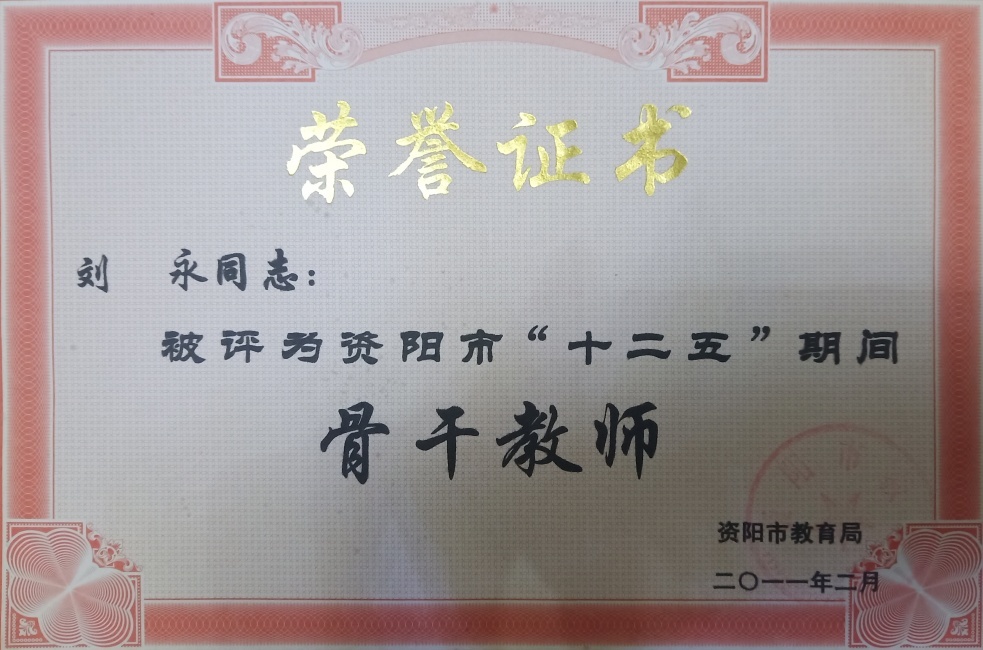 荣誉证书
刘 永同志：
被评为资阳市“十二五”期间
骨干教师
资阳市教育局
二〇一一年二月